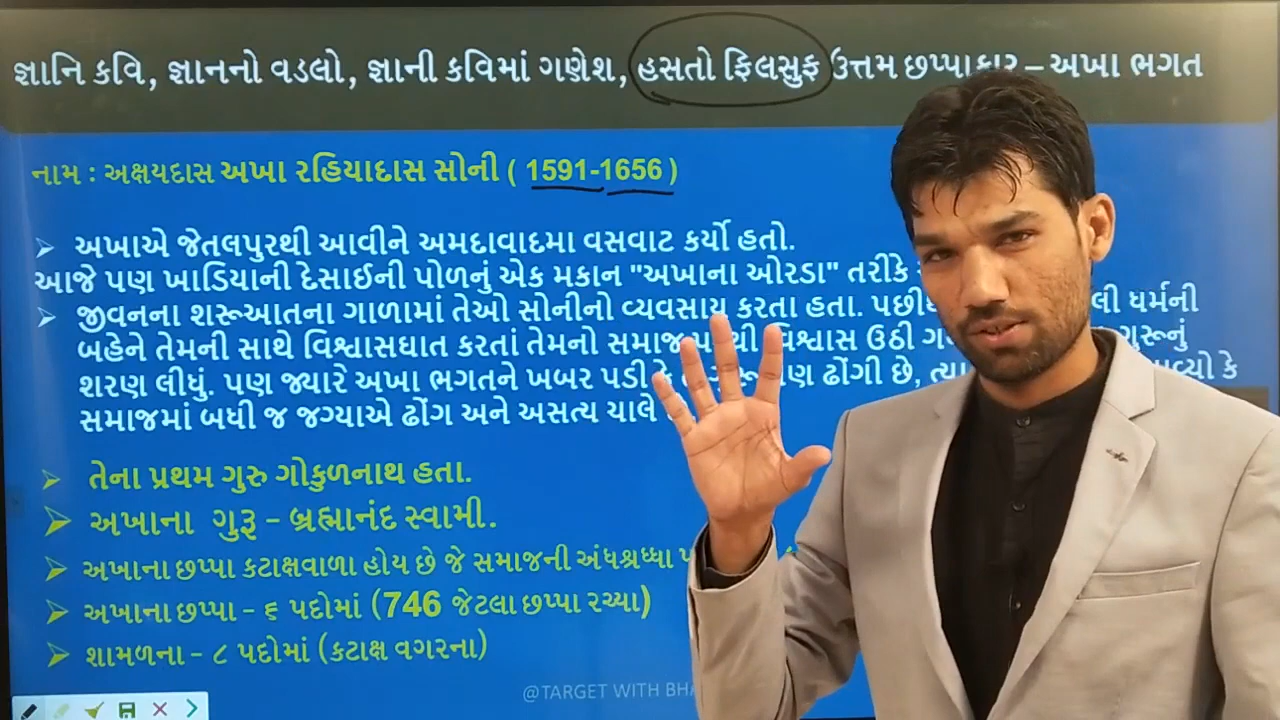 જ્ઞાનિ કવિ, જ્ઞાનનો વડલો, જ્ઞાની કવિમાં ગણેશ, હસતો ફિલસુફ ઉત્તમ છપ્પાકાર – અખા ભગત
નામ : અક્ષયદાસ અખા રહિયાદાસ સોની ( 1591-1656 )
➢ અખાએ જેતલપુરથી આવીને અમદાવાદમા વસવાટ કર્યો હતો.
આજે પણ ખાડિયાની દેસાઈની પોળનું એક મકાન "અખાના ઓરડા" તરીકે
➢ જીવનના શરૂઆતના ગાળામાં તેઓ સોનીનો વ્યવસાય કરતા હતા. ધર્મની
બહેને તેમની સાથે વિશ્વાસઘાત કરતાં તેમનો સમાજ વિશ્વાસ ઉઠી ગુરૂનું
શરણ લીધું. પણ જ્યારે અખા ભગતને ખબર પડી કે ઢોંગી છે, કે
સમાજમાં બધી જ જગ્યાએ ઢોંગ અને અસત્ય ચાલે
➢ તેના પ્રથમ ગુરુ ગોકુળનાથ હતા.
➢ અખાના ગુરૂ – બ્રહ્માનંદ સ્વામી.
➢ અખાના છપ્પા કટાક્ષવાળા હોય છે જે સમાજની અંધશ્રધ્ધા
➢ અખાના છપ્પા – ૬ પદોમાં (746 જેટલા છપ્પા રચ્યા)
➢ શામળના – ૮ પદોમાં (કટાક્ષ વગરના)
@TARGET WITH